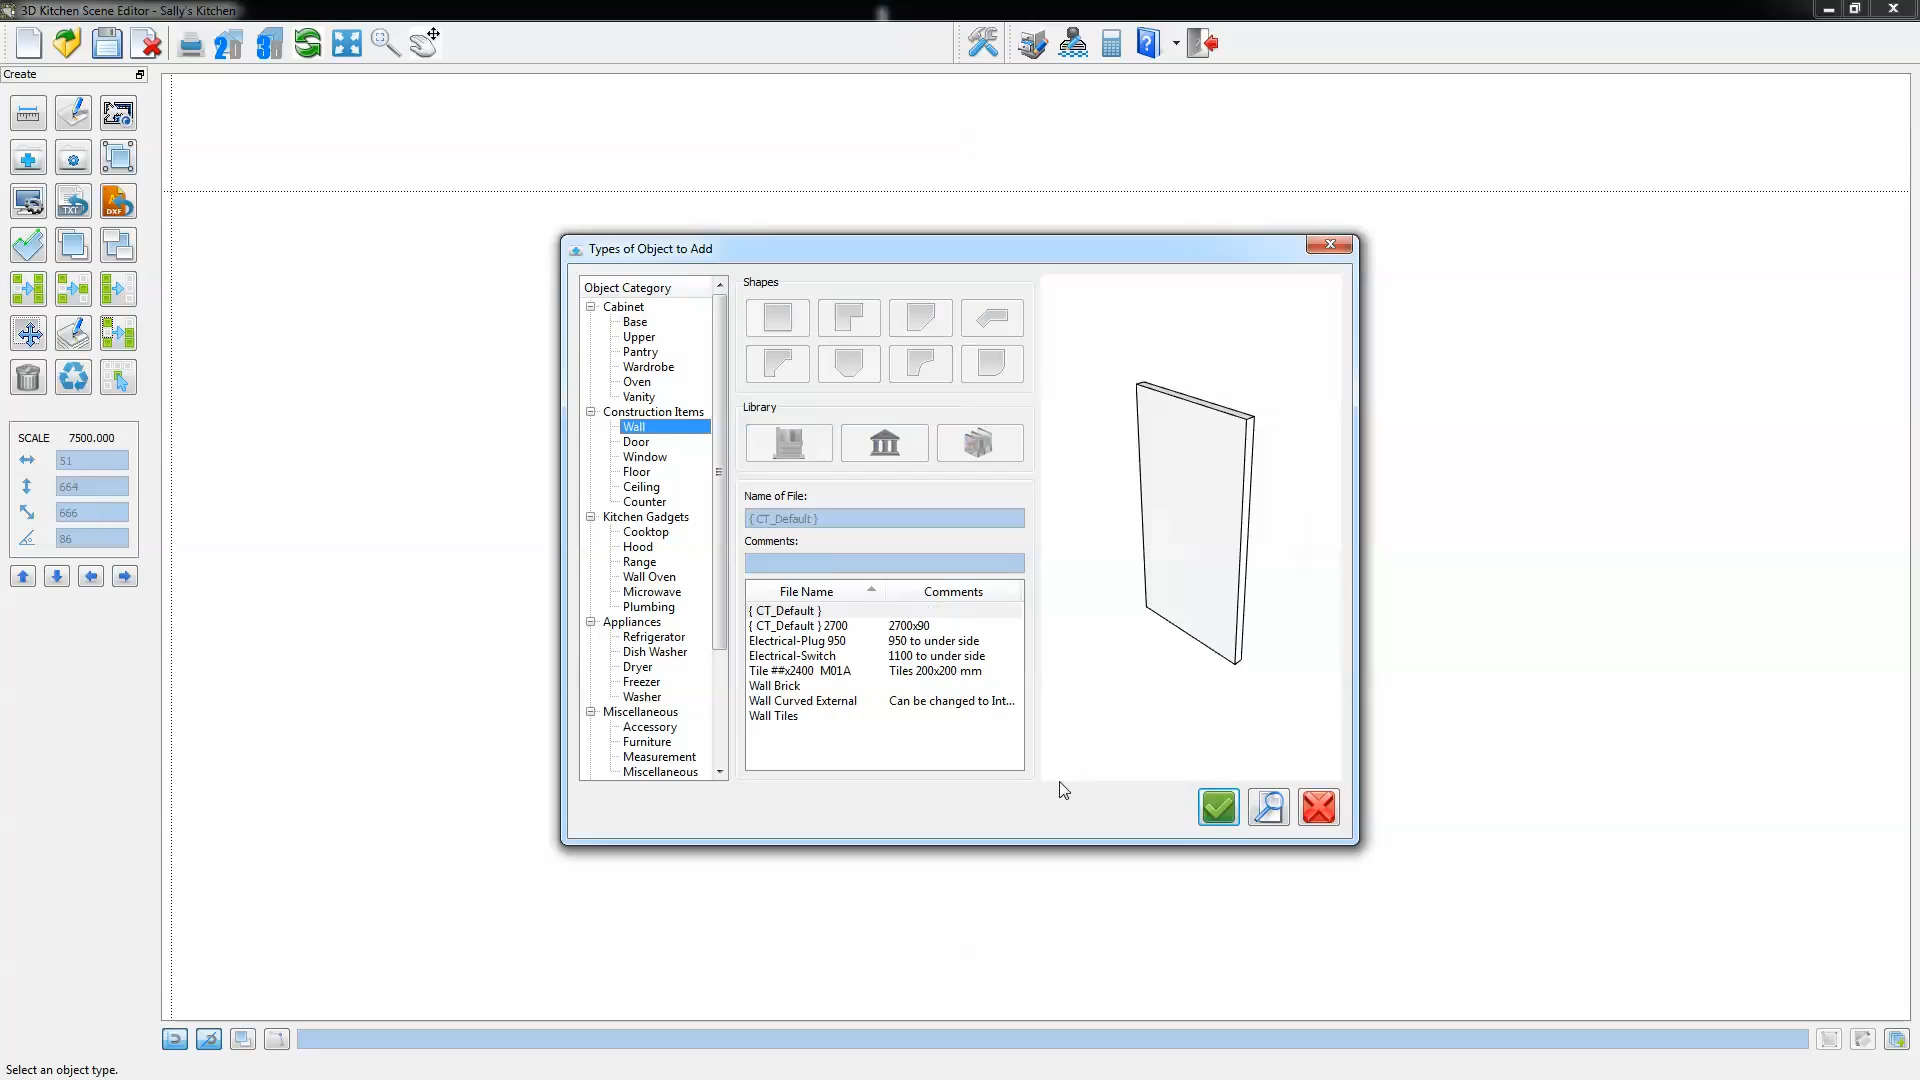 3D Kitchen Scene Editor - Sally's Kitchen
2D
3D
Create
TXT
DXF
SCALE 7500.000
51
664
666
86
Types of Object to Add
Object Category
Cabinet
Base
Upper
Pantry
Wardrobe
Oven
Vanity
Construction Items
Wall
Door
Window
Floor
Ceiling
Counter
Kitchen Gadgets
Cooktop
Hood
Range
Wall Oven
Microwave
Plumbing
Appliances
Refrigerator
Dish Washer
Dryer
Freezer
Washer
Miscellaneous
Accessory
Furniture
Measurement
Miscellaneous
Shapes
Library
Name of File:
{ CT_Default }
Comments:
File Name Comments
{ CT_Default }
{ CT_Default } 2700 2700x90
Electrical-Plug 950 950 to under side
Electrical-Switch 1100 to under side
Tile ##x2400 M01A Tiles 200x200 mm
Wall Brick
Wall Curved External Can be changed to Int...
Wall Tiles
Select an object type.